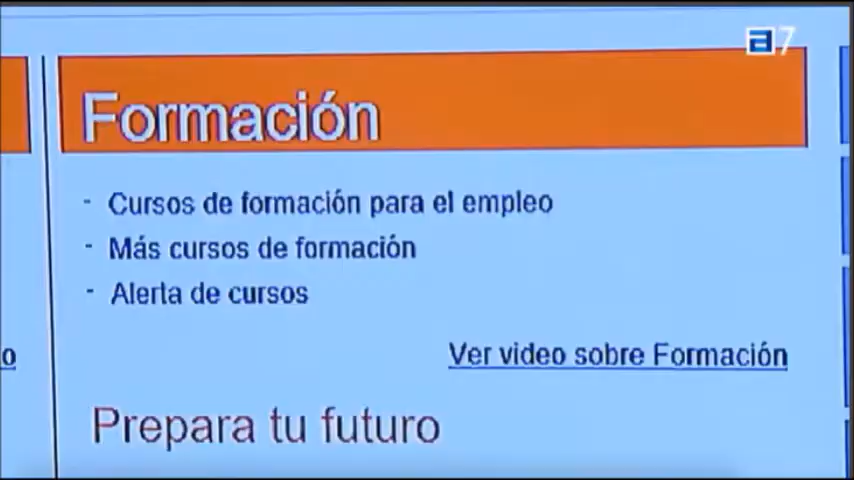 a7
Formación
- Cursos de formación para el empleo
- Más cursos de formación
- Alerta de cursos
o
Ver video sobre Formación
Prepara tu futuro